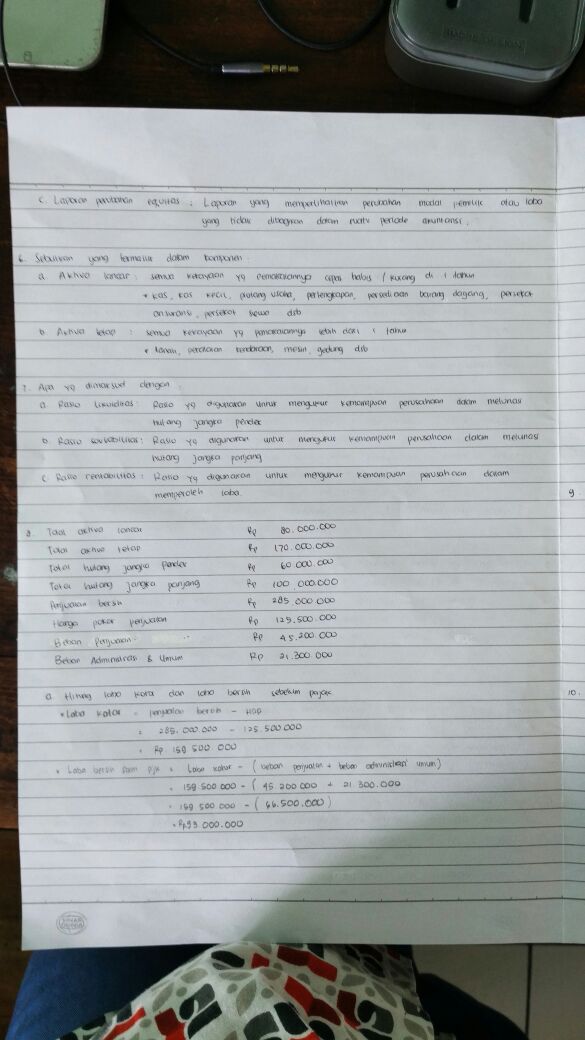 c. Laporan perubahan equitas : Laporan yang memperlihatkan perubahan modal pemilik atau laba
yang tidak dibagikan dalam suatu periode akuntansi.
6. Sebutkan yang termasuk dalam komponen :
a. Aktiva lancar : semua kekayaan yg pemakaiannya cepat habis / kurang dr 1 tahun
* kas, kas kecil, piutang usaha, perlengkapan, persediaan barang dagang, persekot
asuransi, persekot sewa dsb
b. Aktiva tetap : semua kekayaan yg pemakaiannya lebih dari 1 tahun
* tanah, peralatan kendaraan, mesin, gedung dsb
7. Apa yg dimaksud dengan :
a. Rasio likuiditas : Rasio yg digunakan untuk mengukur kemampuan perusahaan dalam melunasi
hutang jangka pendek
b. Rasio : Rasio yg digunakan untuk mengukur kemampuan perusahaan dalam melunasi
hutang jangka panjang
c. Rasio rentabilitas : Rasio yg digunakan untuk mengukur kemampuan perusahaan dalam
memperoleh laba.
9.
8. Total aktiva lancar Rp 80.000.000
Total aktiva tetap Rp 170.000.000
Total hutang jangka pendek Rp 60.000.000
Total hutang jangka panjang Rp 100.000.000
Penjualan bersih Rp 285.000.000
Harga pokok penjualan Rp 125.500.000
Beban Penjualan Rp 45.200.000
Beban Administrasi & Umum Rp 21.300.000
a. Hitung laba kotor dan laba bersih sebelum pajak
10.
* Laba kotor = penjualan bersih - HPP
= 285.000.000 - 125.500.000
= Rp 159.500.000
* Laba bersih sblm pjk = Laba kotor - (beban penjualan + beban administrasi umum)
= 159.500.000 - (45.200.000 + 21.300.000
= 159.500.000 - (66.500.000)
= Rp 93.000.000
SINAR
DUNIA